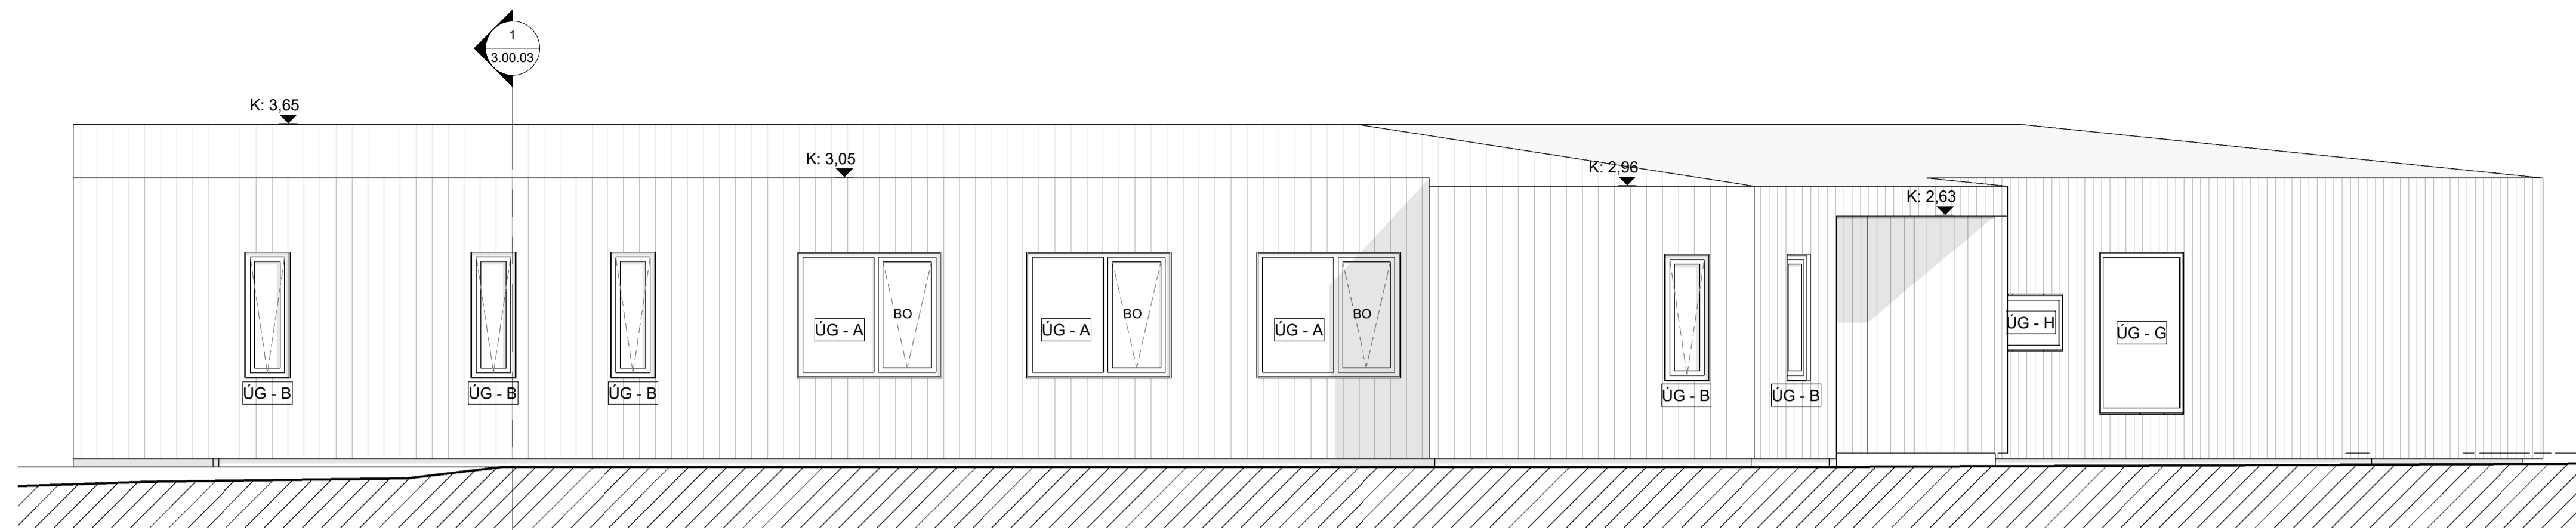 1
3.00.03
K: 3,65
K: 3,05
K: 2,96
K: 2,63
BO
BO
BO
ÚG - A
ÚG - A
ÚG - A
ÚG - H
ÚG - G
ÚG - B
ÚG - B
ÚG - B
ÚG - B
ÚG - B